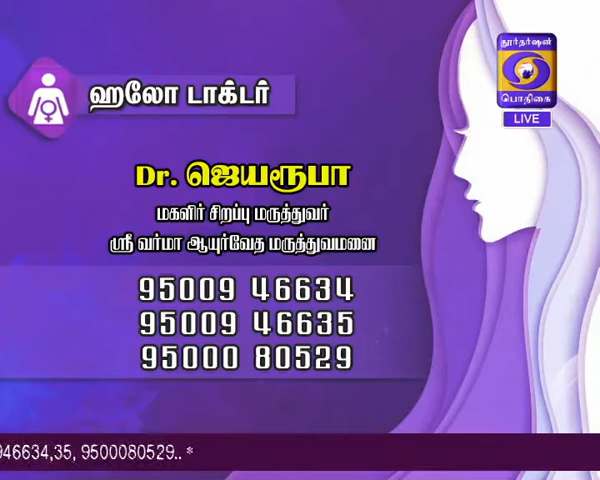 ஹலோ டாக்டர்
தூர்தர்ஷன்
பொதிகை
LIVE
Dr. ஜெயரூபா
மகளிர் சிறப்பு மருத்துவர்
ஸ்ரீ வர்மா ஆயுர்வேத மருத்துவமனை
95009 46634
95009 46635
95000 80529
946634,35, 9500080529.. *